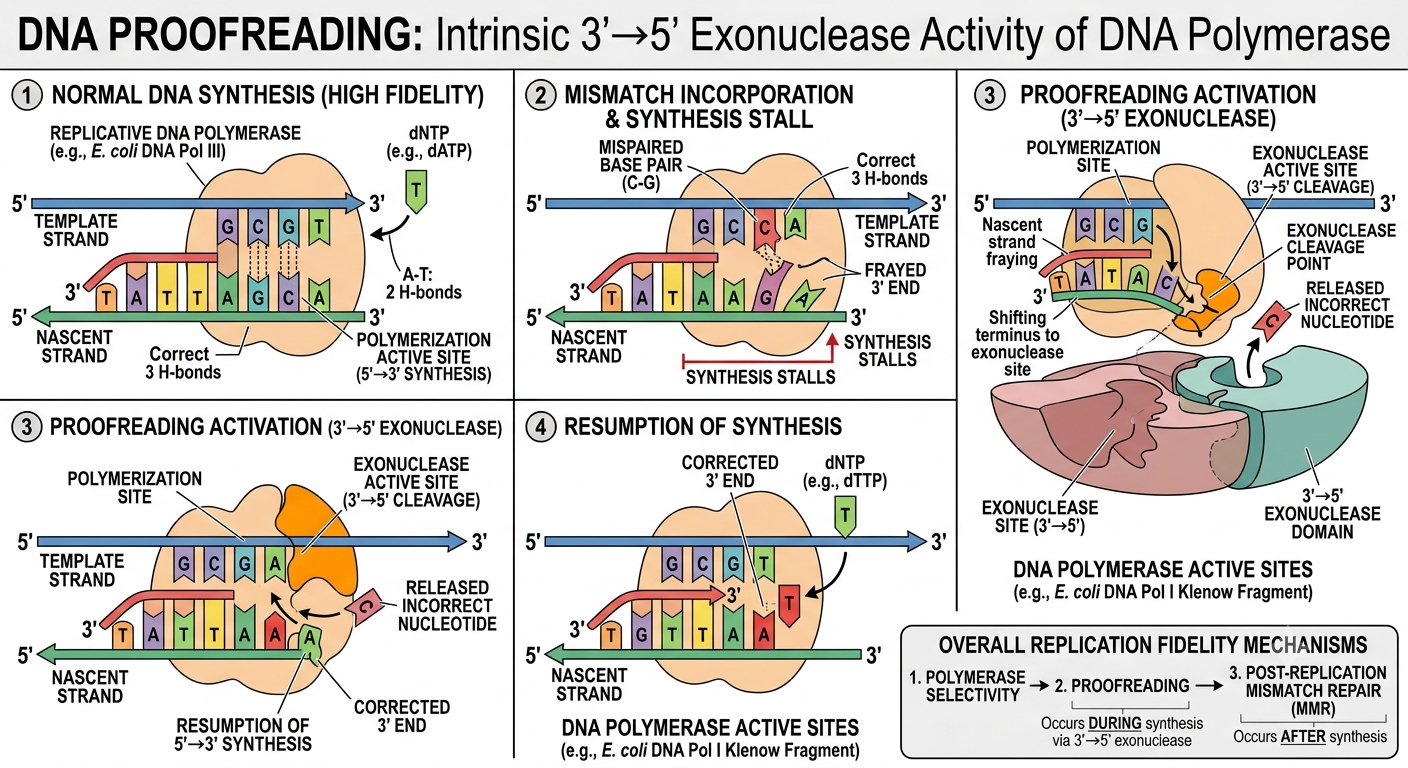 DNA PROOFREADING: Intrinsic 3'→5' Exonuclease Activity of DNA Polymerase
1 NORMAL DNA SYNTHESIS (HIGH FIDELITY)
REPLICATIVE DNA POLYMERASE
(e.g., E. coli DNA Pol III)
dNTP
(e.g., dATP)
T
5'
3'
TEMPLATE
STRAND
G C G T
A-T:
2 H-bonds
3'
T A T T A G C A
5'
3'
NASCENT
STRAND
Correct
3 H-bonds
POLYMERIZATION
ACTIVE SITE
(5'→3' SYNTHESIS)
2 MISMATCH INCORPORATION
& SYNTHESIS STALL
MISPAIRED
BASE PAIR
(C-G)
Correct
3 H-bonds
5'
3'
G C C A
TEMPLATE
STRAND
FRAYED
3' END
3'
T A T A A G A
5'
3'
NASCENT
STRAND
SYNTHESIS
STALLS
SYNTHESIS STALLS
3 PROOFREADING ACTIVATION
(3'→5' EXONUCLEASE)
POLYMERIZATION
SITE
EXONUCLEASE
ACTIVE SITE
(3'→5' CLEAVAGE)
5'
3'
Nascent
strand
fraying
G C G
EXONUCLEASE
CLEAVAGE
POINT
T A T A C
3'
RELEASED
INCORRECT
NUCLEOTIDE
C
Shifting
terminus to
exonuclease
site
EXONUCLEASE
SITE (3'→5')
3'→5'
EXONUCLEASE
DOMAIN
DNA POLYMERASE ACTIVE SITES
(e.g., E. coli DNA Pol I Klenow Fragment)
3 PROOFREADING ACTIVATION (3'→5' EXONUCLEASE)
POLYMERIZATION
SITE
EXONUCLEASE
ACTIVE SITE
(3'→5' CLEAVAGE)
5'
3'
TEMPLATE
STRAND
G C G A
C
RELEASED
INCORRECT
NUCLEOTIDE
3'
T A T T A A A
5'
NASCENT
STRAND
RESUMPTION OF
5'→3' SYNTHESIS
CORRECTED
3' END
4 RESUMPTION OF SYNTHESIS
CORRECTED
3' END
dNTP
(e.g., dTTP)
T
5'
3'
TEMPLATE
STRAND
G C G T
3'
T
3'
T G T T A A
5'
3'
NASCENT
STRAND
DNA POLYMERASE ACTIVE SITES
(e.g., E. coli DNA Pol I Klenow Fragment)
OVERALL REPLICATION FIDELITY MECHANISMS
1. POLYMERASE
SELECTIVITY
→ 2. PROOFREADING →
Occurs DURING synthesis
via 3'→5' exonuclease
3. POST-REPLICATION
MISMATCH REPAIR
(MMR)
Occurs AFTER synthesis